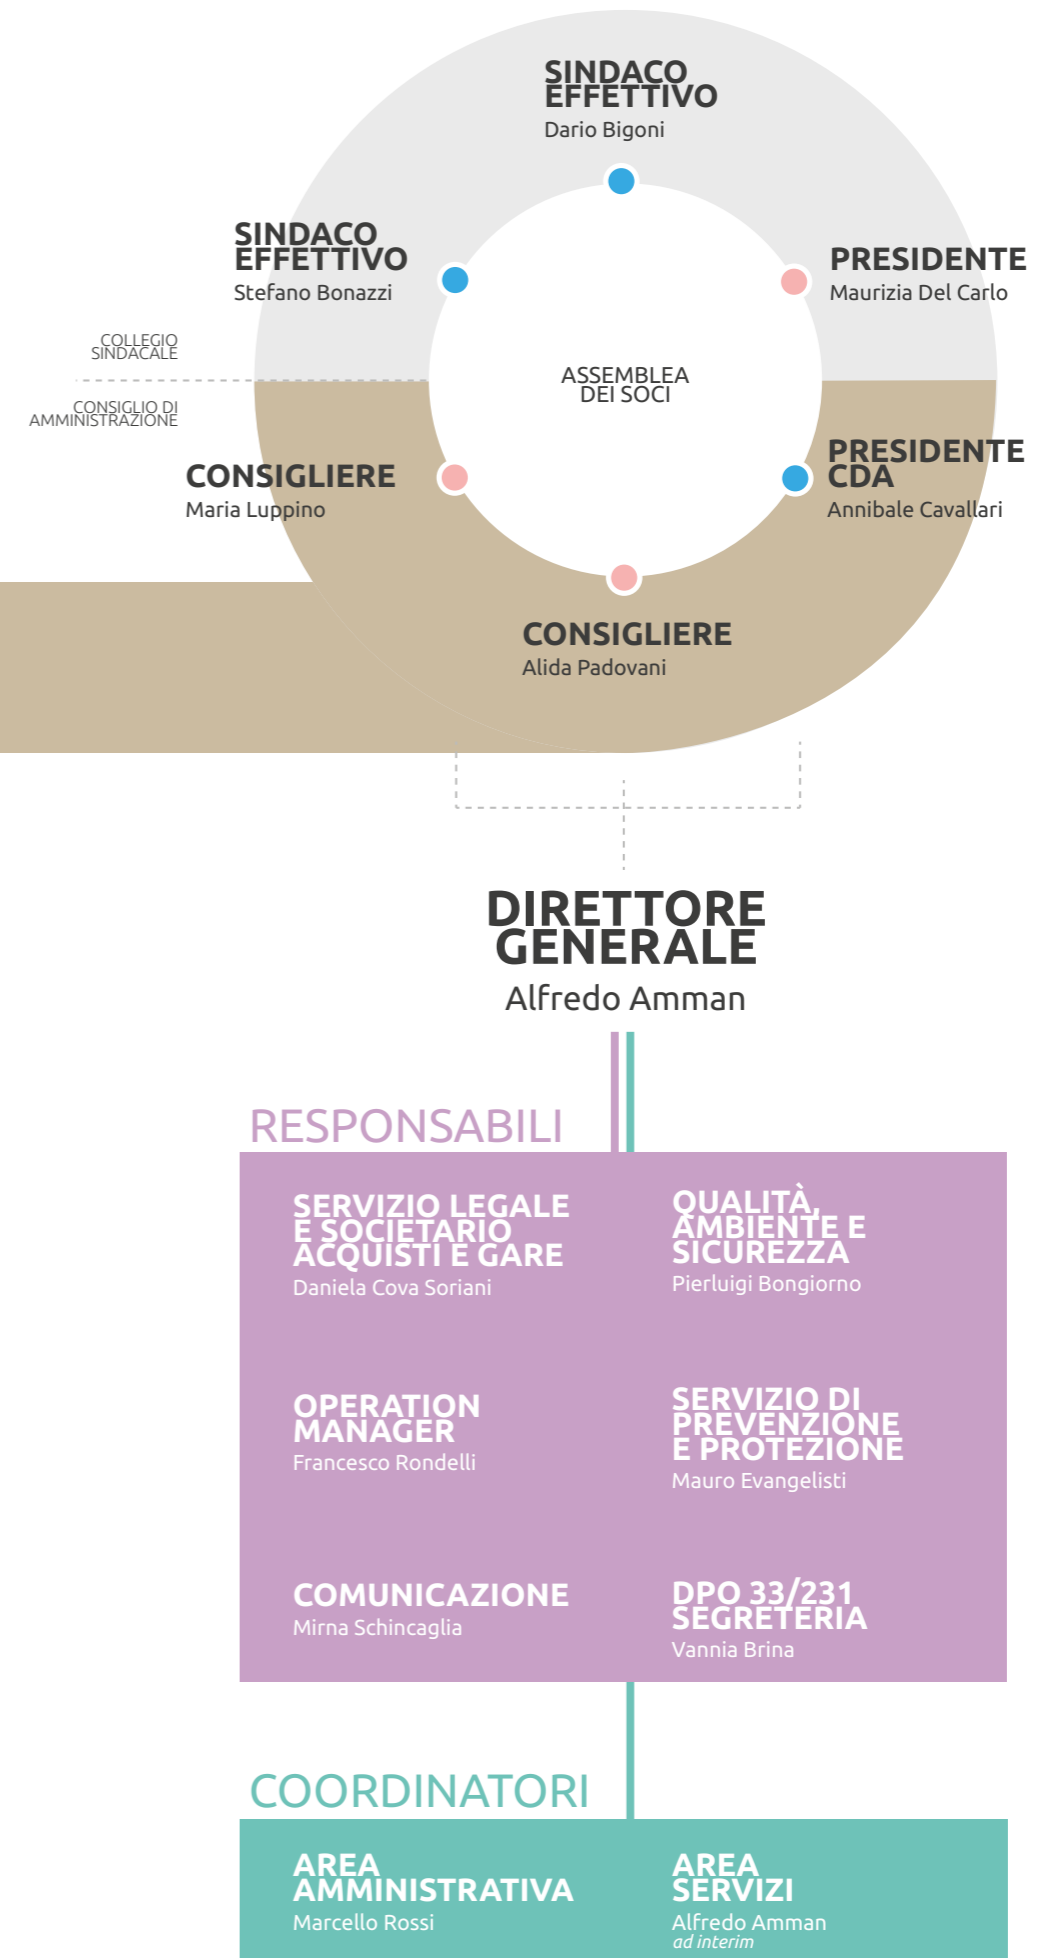 SINDACO
EFFETTIVO
Dario Bigoni
SINDACO
EFFETTIVO
Stefano Bonazzi
PRESIDENTE
Maurizia Del Carlo
COLLEGIO
SINDACALE
ASSEMBLEA
DEI SOCI
CONSIGLIO DI
AMMINISTRAZIONE
CONSIGLIERE
Maria Luppino
PRESIDENTE
CDA
Annibale Cavallari
CONSIGLIERE
Alida Padovani
DIRETTORE
GENERALE
Alfredo Amman
RESPONSABILI
SERVIZIO LEGALE
E SOCIETARIO
ACQUISTI E GARE
Daniela Cova Soriani
QUALITÀ,
AMBIENTE E
SICUREZZA
Pierluigi Bongiorno
OPERATION
MANAGER
Francesco Rondelli
SERVIZIO DI
PREVENZIONE
E PROTEZIONE
Mauro Evangelisti
COMUNICAZIONE
Mirna Schincaglia
DPO 33/231
SEGRETERIA
Vannia Brina
COORDINATORI
AREA
AMMINISTRATIVA
Marcello Rossi
AREA
SERVIZI
Alfredo Amman
ad interim